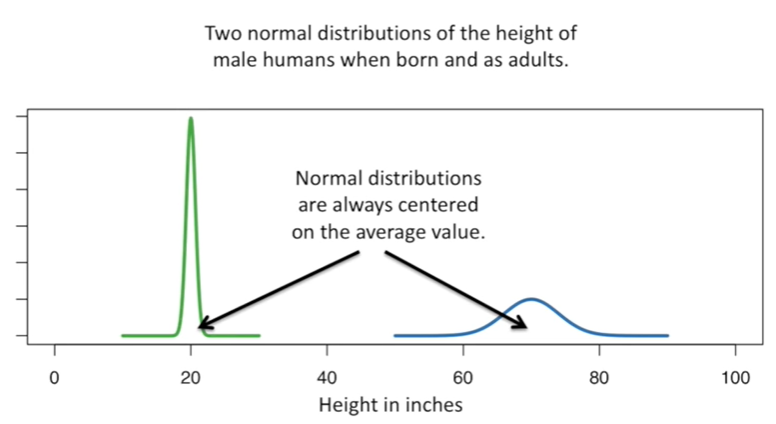 Two normal distributions of the height of
male humans when born and as adults.
Normal distributions
are always centered
on the average value.
0 20 40 60 80 100
Height in inches